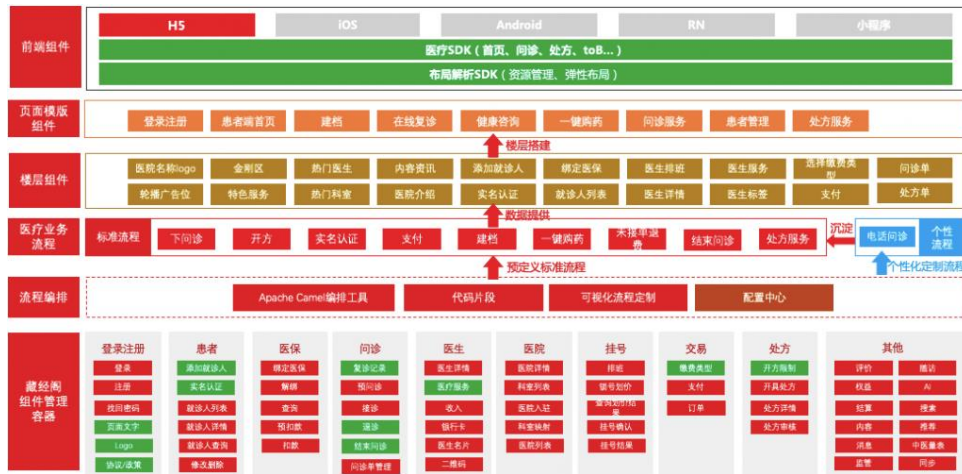 前端组件
H5
iOS
Android
RN
小程序
医疗SDK（首页、问诊、处方、toB...）
布局解析SDK（资源管理、弹性布局）
页面模版
组件
登录注册
患者端首页
建档
在线复诊
健康咨询
一键购药
问诊服务
患者管理
处方服务
楼层搭建
楼层组件
医院名称logo
金刚区
热门医生
内容资讯
添加就诊人
绑定医保
医生排班
医生服务
选择缴费类
型
问诊单
轮播广告位
特色服务
热门科室
医院介绍
实名认证
就诊人列表
医生详情
医生标签
支付
处方单
数据提供
医疗业务
流程
标准流程
下问诊
开方
实名认证
支付
建档
一键购药
未接单退
费
结束问诊
处方服务
沉淀
电话问诊
个性
流程
预定义标准流程
个性化定制流程
流程编排
Apache Camel编排工具
代码片段
可视化流程定制
配置中心
藏经阁
组件管理
容器
登录注册
登录
注册
找回密码
页面文字
Logo
协议/政策
患者
添加就诊人
实名认证
就诊人列表
就诊人详情
就诊人查询
修改删除
医保
绑定医保
解绑
查询
预扣款
扣款
问诊
复诊记录
预问诊
接诊
退诊
结束问诊
问诊单管理
医生
医生详情
医疗服务
收入
银行卡
医生名片
二维码
医院
医院详情
科室列表
医院入驻
科室映射
医院列表
挂号
排班
锁号划价
查询划价结
果
挂号确认
挂号结果
交易
缴费类型
支付
订单
处方
开方限制
开具处方
处方详情
处方审核
其他
评价
随访
权益
AI
结算
搜索
内容
推荐
消息
中医量表
监管
同步